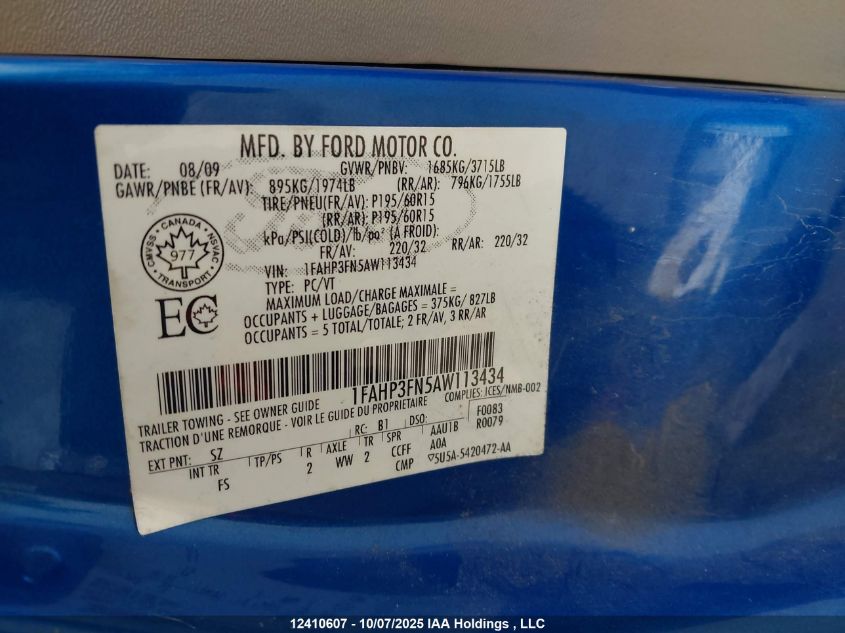 MFD. BY FORD MOTOR CO.
DATE: 08/09 GVWR/PNBV: 1685KG/3715LB
GAWR/PNBE (FR/AV): 895KG/1974LB (RR/AR): 796KG/1755LB
TIRE/PNEU(FR/AV): P195/60R15
(RR/AR): P195/60R15
kPa/PSI(COLD)/lb/po² (À FROID):
FR/AV: 220/32 RR/AR: 220/32
VIN: 1FAHP3FN5AW113434
TYPE: PC/VT
MAXIMUM LOAD/CHARGE MAXIMALE =
OCCUPANTS + LUGGAGE/BAGAGES = 375KG/ 827LB
OCCUPANTS = 5 TOTAL/TOTALE; 2 FR/AV, 3 RR/AR
CANADA
CMVSS NSVAC
977
TRANSPORT
EC
1FAHP3FN5AW113434
COMPLIES: ICES/NMB-002
TRAILER TOWING - SEE OWNER GUIDE
TRACTION D'UNE REMORQUE - VOIR LE GUIDE DU PROPRIETAIRE
EXT PNT: SZ RC: B1 DSO: F0083
INT TR TP/PS R AXLE TR SPR AAU1B R0079
FS 2 WW 2 CCFF A0A
CMP 5U5A-5420472-AA
12410607 - 10/07/2025 IAA Holdings , LLC